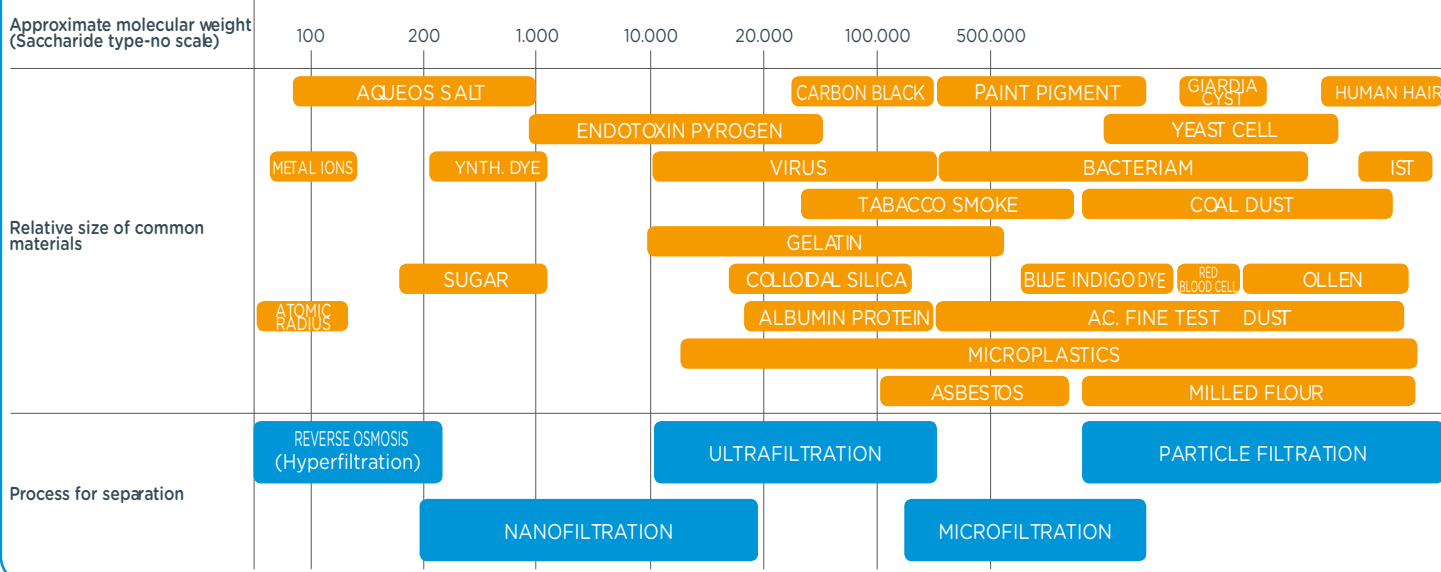 Approximate molecular weight
(Saccharide type-no scale)
100 200 1.000 10.000 20.000 100.000 500.000
AQUEOS SALT CARBON BLACK PAINT PIGMENT GIARDIA
CYST HUMAN HAIR
ENDOTOXIN PYROGEN YEAST CELL
METAL IONS YNTH. DYE VIRUS BACTERIAM IST
TABACCO SMOKE COAL DUST
Relative size of common
materials
GELATIN
SUGAR COLLOIDAL SILICA BLUE INDIGO DYE RED
BLOOD CELL OLLEN
ATOMIC
RADIUS ALBUMIN PROTEIN A.C. FINE TEST DUST
MICROPLASTICS
ASBESTOS MILLED FLOUR
Process for separation
REVERSE OSMOSIS
(Hyperfiltration) ULTRAFILTRATION PARTICLE FILTRATION
NANOFILTRATION MICROFILTRATION